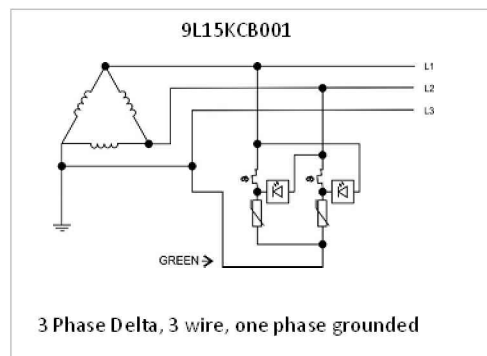 9L15KCB001
L1
L2
L3
GREEN
3 Phase Delta, 3 wire, one phase grounded